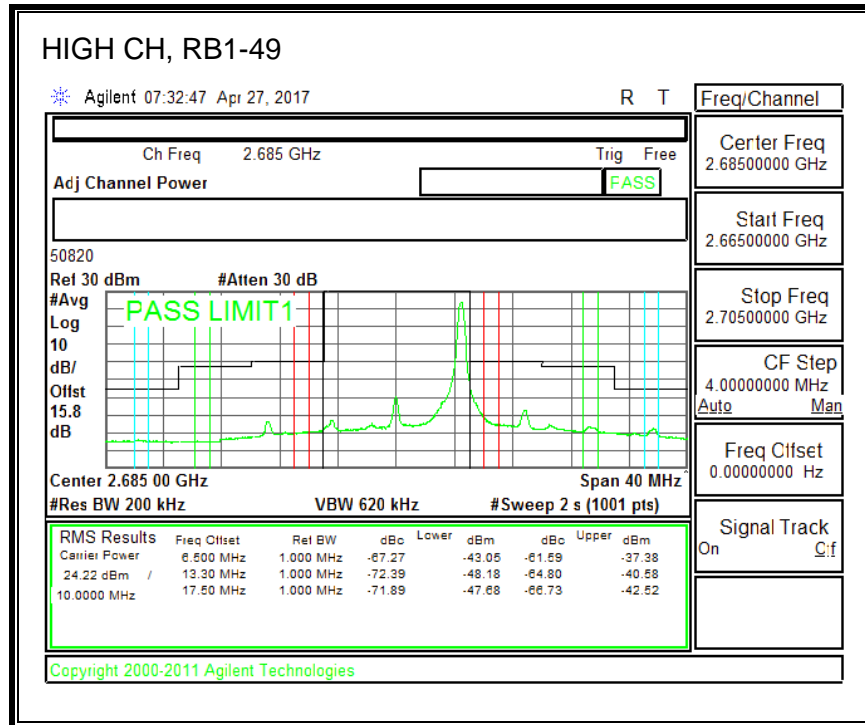 HIGH CH, RB1-49
Agilent 07:32:47 Apr 27, 2017 R T
Freq/Channel
Ch Freq 2.685 GHz Trig Free
Adj Channel Power PASS
50820
Ref 30 dBm #Atten 30 dB
#Avg
Log
10
dB/
Offst
15.8
dB
PASS LIMIT1
Center 2.685 00 GHz Span 40 MHz
#Res BW 200 kHz VBW 620 kHz #Sweep 2 s (1001 pts)
RMS Results Freq Offset Ref BW dBc Lower dBm dBc Upper dBm
Carrier Power 6.500 MHz 1.000 MHz -67.27 -43.05 -61.59 -37.38
24.22 dBm / 13.30 MHz 1.000 MHz -72.39 -48.18 -64.80 -40.58
10.0000 MHz 17.50 MHz 1.000 MHz -71.89 -47.68 -66.73 -42.52
Copyright 2000-2011 Agilent Technologies
Center Freq
2.68500000 GHz
Start Freq
2.66500000 GHz
Stop Freq
2.70500000 GHz
CF Step
4.00000000 MHz
Auto Man
Freq Offset
0.00000000 Hz
Signal Track
On Off